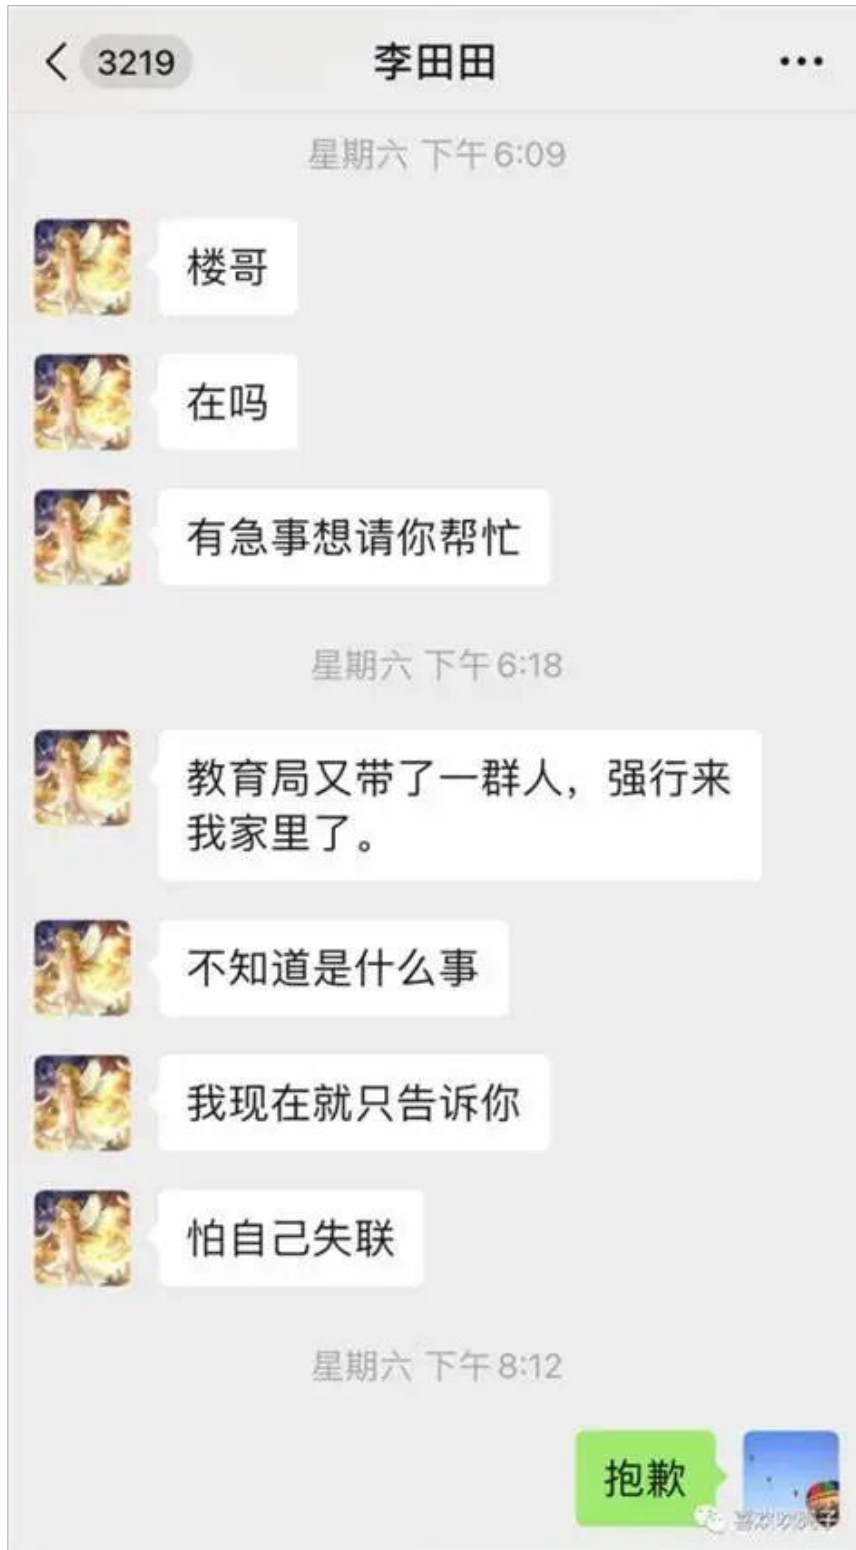 3219
李田田
星期六 下午6:09
楼哥
在吗
有急事想请你帮忙
星期六 下午6:18
教育局又带了一群人，强行来
我家里了。
不知道是什么事
我现在就只告诉你
怕自己失联
星期六 下午8:12
抱歉
喜欢吹